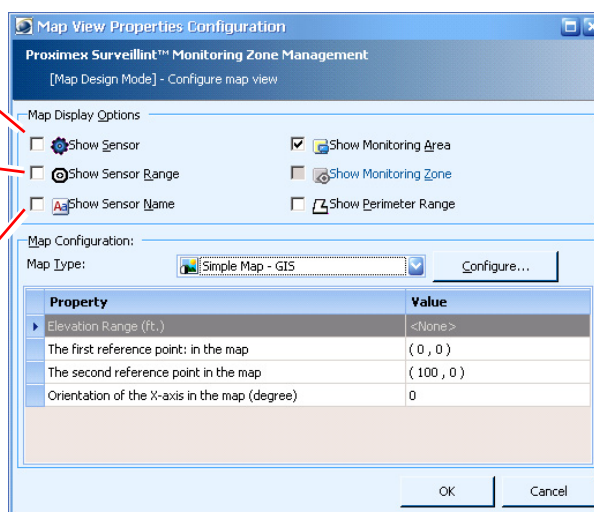 Map View Properties Configuration
Proximex Surveillint™ Monitoring Zone Management
[Map Design Mode] - Configure map view
Map Display Options
Show Sensor
Show Monitoring Area
Show Sensor Range
Show Monitoring Zone
Aa Show Sensor Name
Show Perimeter Range
Map Configuration:
Map Type: Simple Map - GIS Configure...
Property Value
Elevation Range (ft.) <None>
The first reference point: in the map ( 0 , 0 )
The second reference point in the map ( 100 , 0 )
Orientation of the X-axis in the map (degree) 0
OK Cancel